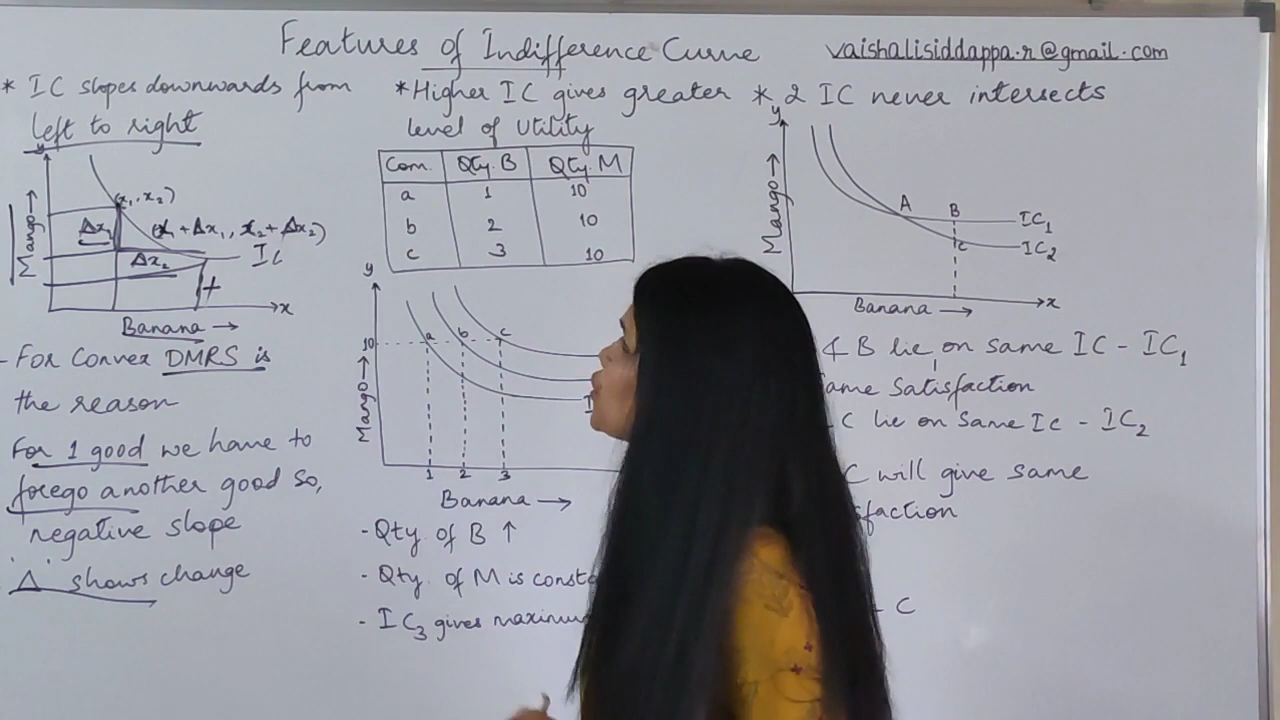 Features of Indifference Curve
vaishalisiddappa.r@gmail.com
* IC slopes downwards from
left to right
y
Mango →
(x₁, x₂)
Δx₁
(x₁ + Δx₁, x₂ + Δx₂)
Δx₂
IC
x
Banana →
- For Convex DMRS is
the reason
For 1 good we have to
forego another good so,
negative slope
'Δ' shows change
* Higher IC gives greater
level of Utility
Com. Qty. B Qty. M
a 1 10
b 2 10
c 3 10
y
a b c
10
Mango →
1 2 3
Banana →
- Qty of B ↑
- Qty. of M is
- IC₃ gives
* 2 IC never intersects
y
Mango →
A
B
IC₁
C
IC₂
Banana →
x
& B lie on same IC - IC₁
Satisfaction
C lie on Same IC - IC₂
C will give same
C